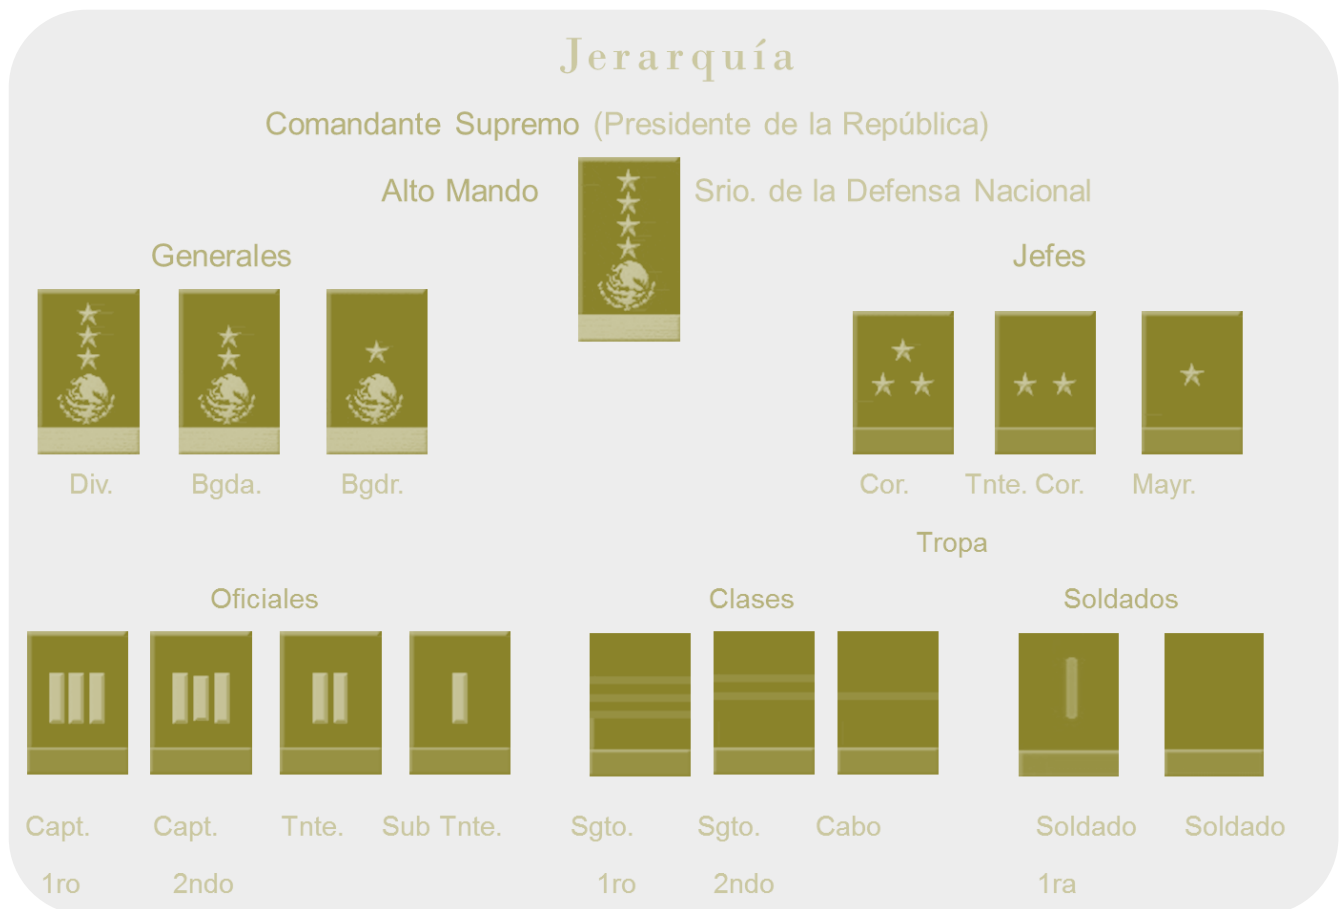 Jerarquía
Comandante Supremo (Presidente de la República)
Alto Mando Srio. de la Defensa Nacional
Generales Jefes
Div. Bgda. Bgdr. Cor. Tnte. Cor. Mayr.
Tropa
Oficiales Clases Soldados
Capt. Capt. Tnte. Sub Tnte. Sgto. Sgto. Cabo Soldado Soldado
1ro 2ndo 1ro 2ndo 1ra